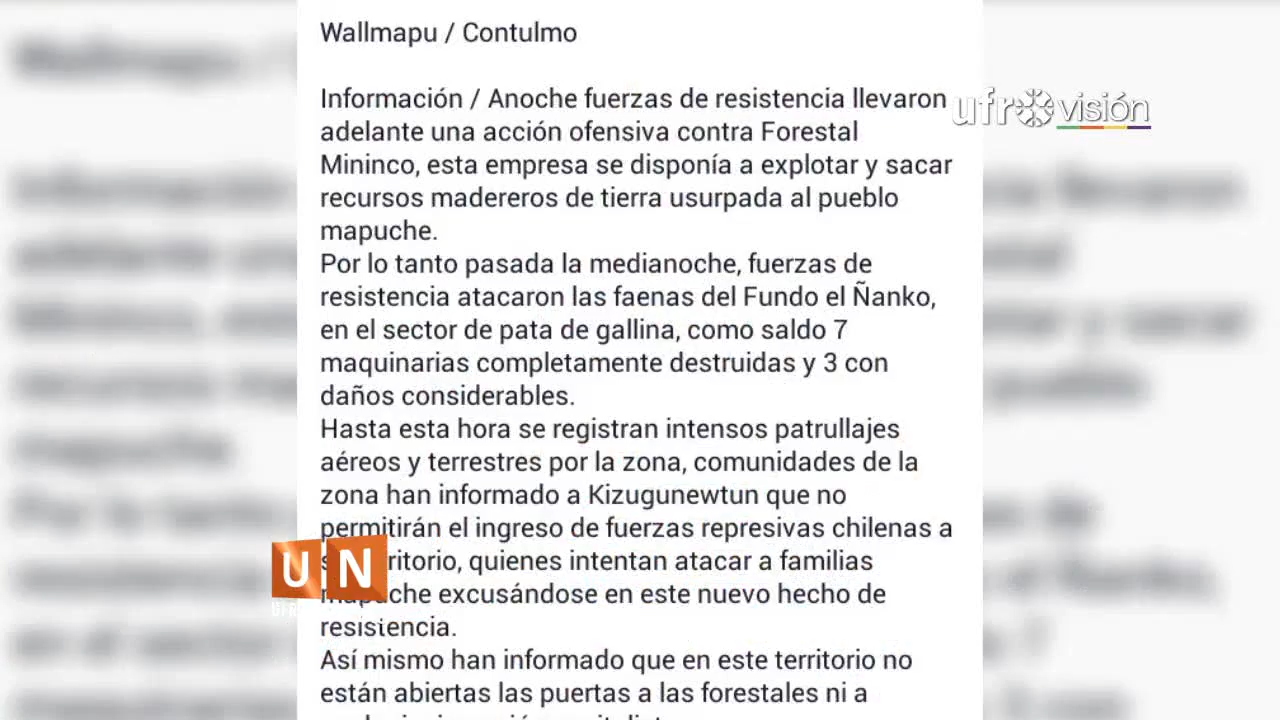 Wallmapu / Contulmo
Información / Anoche fuerzas de resistencia llevaron
adelante una acción ofensiva contra Forestal
Mininco, esta empresa se disponía a explotar y sacar
recursos madereros de tierra usurpada al pueblo
mapuche.
Por lo tanto pasada la medianoche, fuerzas de
resistencia atacaron las faenas del Fundo el Ñanko,
en el sector de pata de gallina, como saldo 7
maquinarias completamente destruidas y 3 con
daños considerables.
Hasta esta hora se registran intensos patrullajes
aéreos y terrestres por la zona, comunidades de la
zona han informado a Kizugunewtun que no
permitirán el ingreso de fuerzas represivas chilenas a
quienes intentan atacar a familias
mapuche excusándose en este nuevo hecho de
resistencia.
Así mismo han informado que en este territorio no
están abiertas las puertas a las forestales ni a
ufro visión
UN